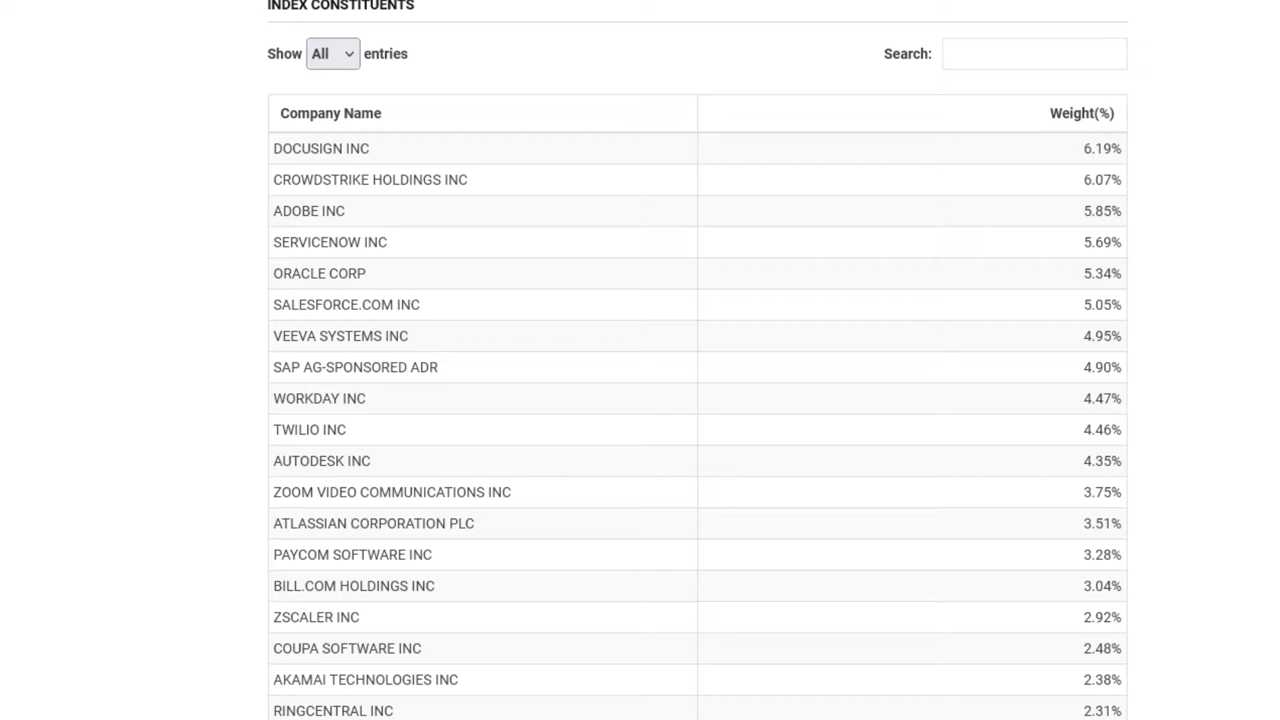 INDEX CONSTITUENTS
Show All entries Search:
Company Name Weight(%)
DOCUSIGN INC 6.19%
CROWDSTRIKE HOLDINGS INC 6.07%
ADOBE INC 5.85%
SERVICENOW INC 5.69%
ORACLE CORP 5.34%
SALESFORCE.COM INC 5.05%
VEEVA SYSTEMS INC 4.95%
SAP AG-SPONSORED ADR 4.90%
WORKDAY INC 4.47%
TWILIO INC 4.46%
AUTODESK INC 4.35%
ZOOM VIDEO COMMUNICATIONS INC 3.75%
ATLASSIAN CORPORATION PLC 3.51%
PAYCOM SOFTWARE INC 3.28%
BILL.COM HOLDINGS INC 3.04%
ZSCALER INC 2.92%
COUPA SOFTWARE INC 2.48%
AKAMAI TECHNOLOGIES INC 2.38%
RINGCENTRAL INC 2.31%